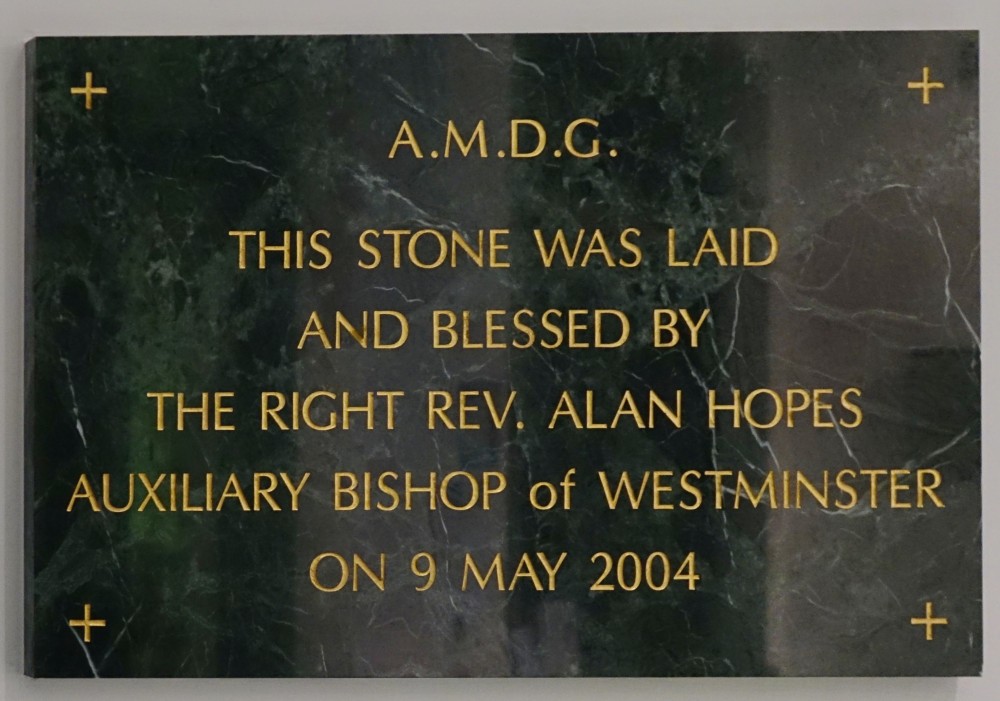 A.M.D.G.
THIS STONE WAS LAID
AND BLESSED BY
THE RIGHT REV. ALAN HOPES
AUXILIARY BISHOP of WESTMINSTER
ON 9 MAY 2004